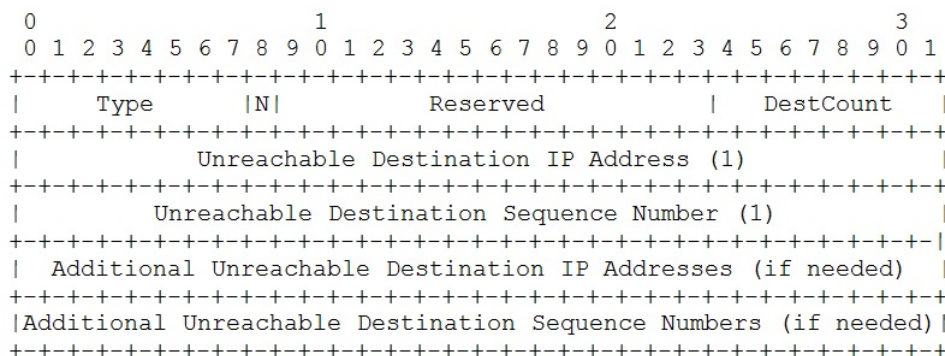 0                   1                   2                   3
 0 1 2 3 4 5 6 7 8 9 0 1 2 3 4 5 6 7 8 9 0 1 2 3 4 5 6 7 8 9 0 1
+-+-+-+-+-+-+-+-+-+-+-+-+-+-+-+-+-+-+-+-+-+-+-+-+-+-+-+-+-+-+-+-+
|     Type      |N|          Reserved           |   DestCount   |
+-+-+-+-+-+-+-+-+-+-+-+-+-+-+-+-+-+-+-+-+-+-+-+-+-+-+-+-+-+-+-+-+
|            Unreachable Destination IP Address (1)             |
+-+-+-+-+-+-+-+-+-+-+-+-+-+-+-+-+-+-+-+-+-+-+-+-+-+-+-+-+-+-+-+-+
|         Unreachable Destination Sequence Number (1)           |
+-+-+-+-+-+-+-+-+-+-+-+-+-+-+-+-+-+-+-+-+-+-+-+-+-+-+-+-+-+-+-+-|
|  Additional Unreachable Destination IP Addresses (if needed)  |
+-+-+-+-+-+-+-+-+-+-+-+-+-+-+-+-+-+-+-+-+-+-+-+-+-+-+-+-+-+-+-+-+
|Additional Unreachable Destination Sequence Numbers (if needed)|
+-+-+-+-+-+-+-+-+-+-+-+-+-+-+-+-+-+-+-+-+-+-+-+-+-+-+-+-+-+-+-+-+